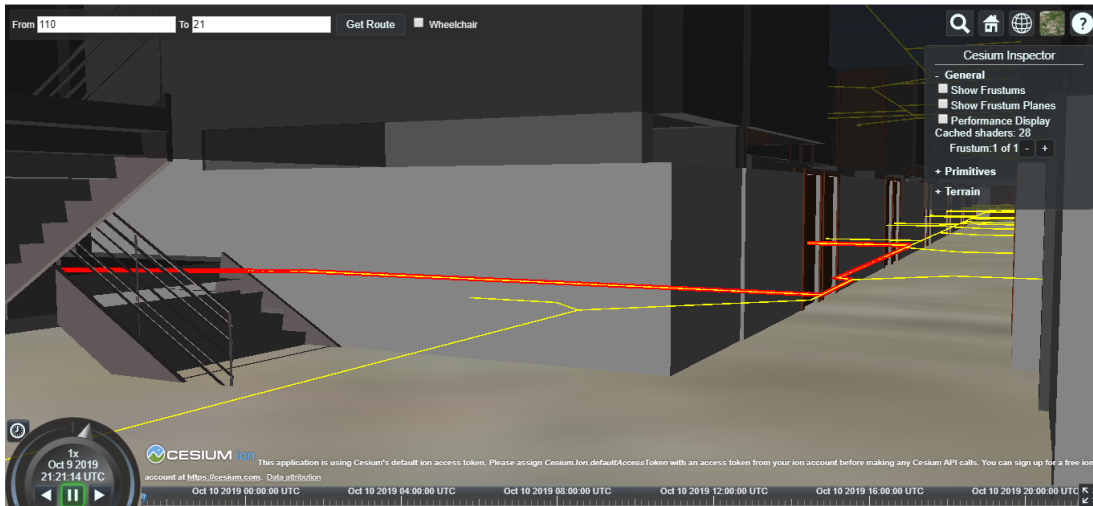 From 110 To 21 Get Route Wheelchair
?
Cesium Inspector
- General
Show Frustums
Show Frustum Planes
Performance Display
Cached shaders: 28
Frustum:1 of 1 - +
+ Primitives
+ Terrain
1x
Oct 9 2019
21:21:14 UTC
CESIUM ion This application is using Cesium's default ion access token. Please assign Cesium.Ion.defaultAccessToken with an access token from your ion account before making any Cesium API calls. You can sign up for a free ion
account at https://cesium.com. Data attribution
Oct 10 2019 00:00:00 UTC Oct 10 2019 04:00:00 UTC Oct 10 2019 08:00:00 UTC Oct 10 2019 12:00:00 UTC Oct 10 2019 16:00:00 UTC Oct 10 2019 20:00:00 UTC